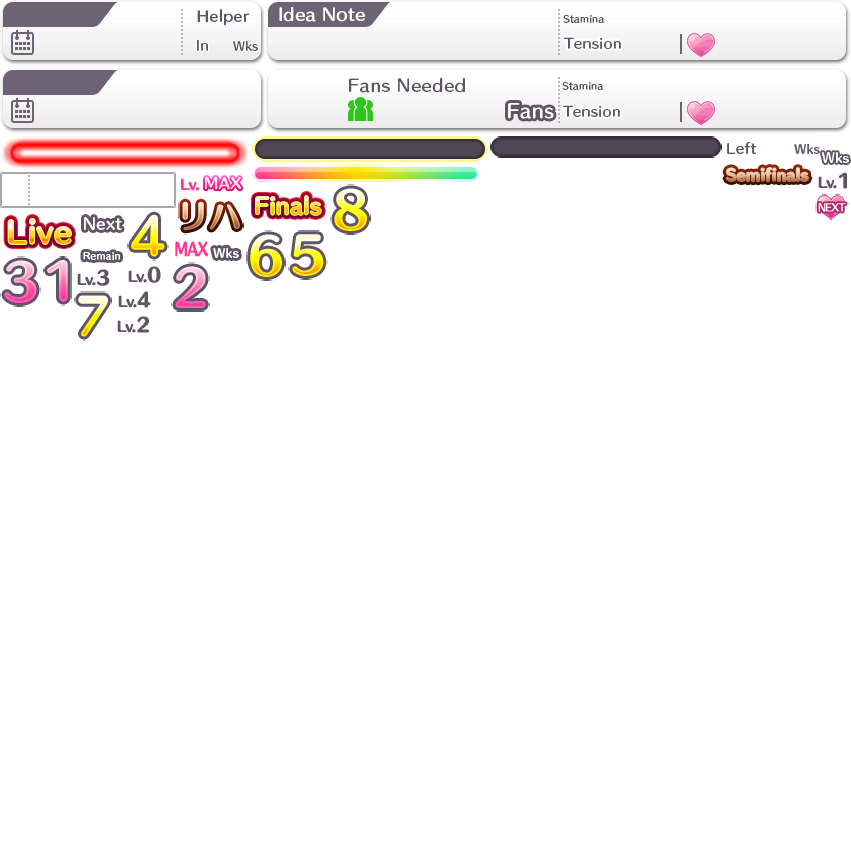 Helper
In Wks
Idea Note
Stamina
Tension
Fans Needed
Fans
Stamina
Tension
Left Wks
Wks
Semifinals
Lv.1
NEXT
Lv. MAX
リハ
Finals
8
Live
Next
4
Remain
MAX Wks
65
31
Lv.3
Lv.0
2
7
Lv.4
Lv.2